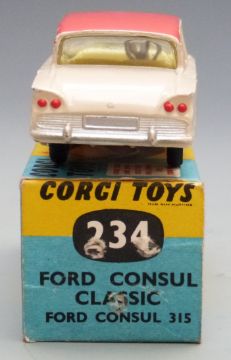 CORGI TOYS
234
FORD CONSUL
CLASSIC
FORD CONSUL 315